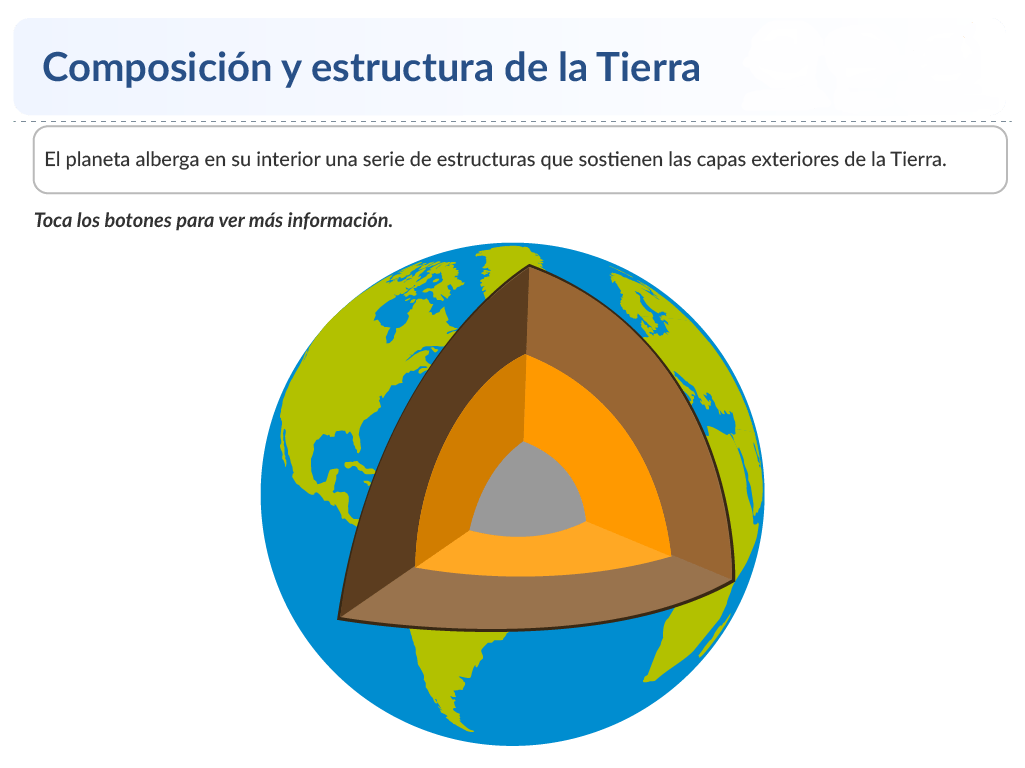 Composición y estructura de la Tierra
El planeta alberga en su interior una serie de estructuras que sostienen las capas exteriores de la Tierra.
Toca los botones para ver más información.